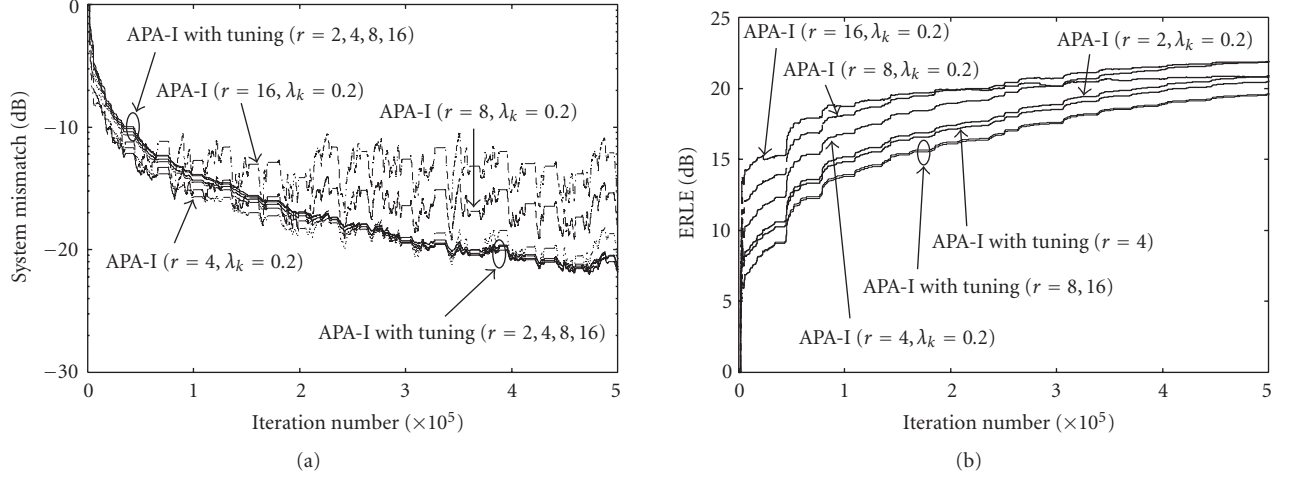 0
−10
−20
−30
System mismatch (dB)
APA-I with tuning (r = 2, 4, 8, 16)
APA-I (r = 16, λk = 0.2)
APA-I (r = 8, λk = 0.2)
APA-I (r = 4, λk = 0.2)
APA-I with tuning (r = 2, 4, 8, 16)
0 1 2 3 4 5
Iteration number (×10⁵)
(a)
25
20
15
10
5
0
ERLE (dB)
APA-I (r = 16, λk = 0.2)
APA-I (r = 2, λk = 0.2)
APA-I (r = 8, λk = 0.2)
APA-I with tuning (r = 4)
APA-I with tuning (r = 8, 16)
APA-I (r = 4, λk = 0.2)
0 1 2 3 4 5
Iteration number (×10⁵)
(b)